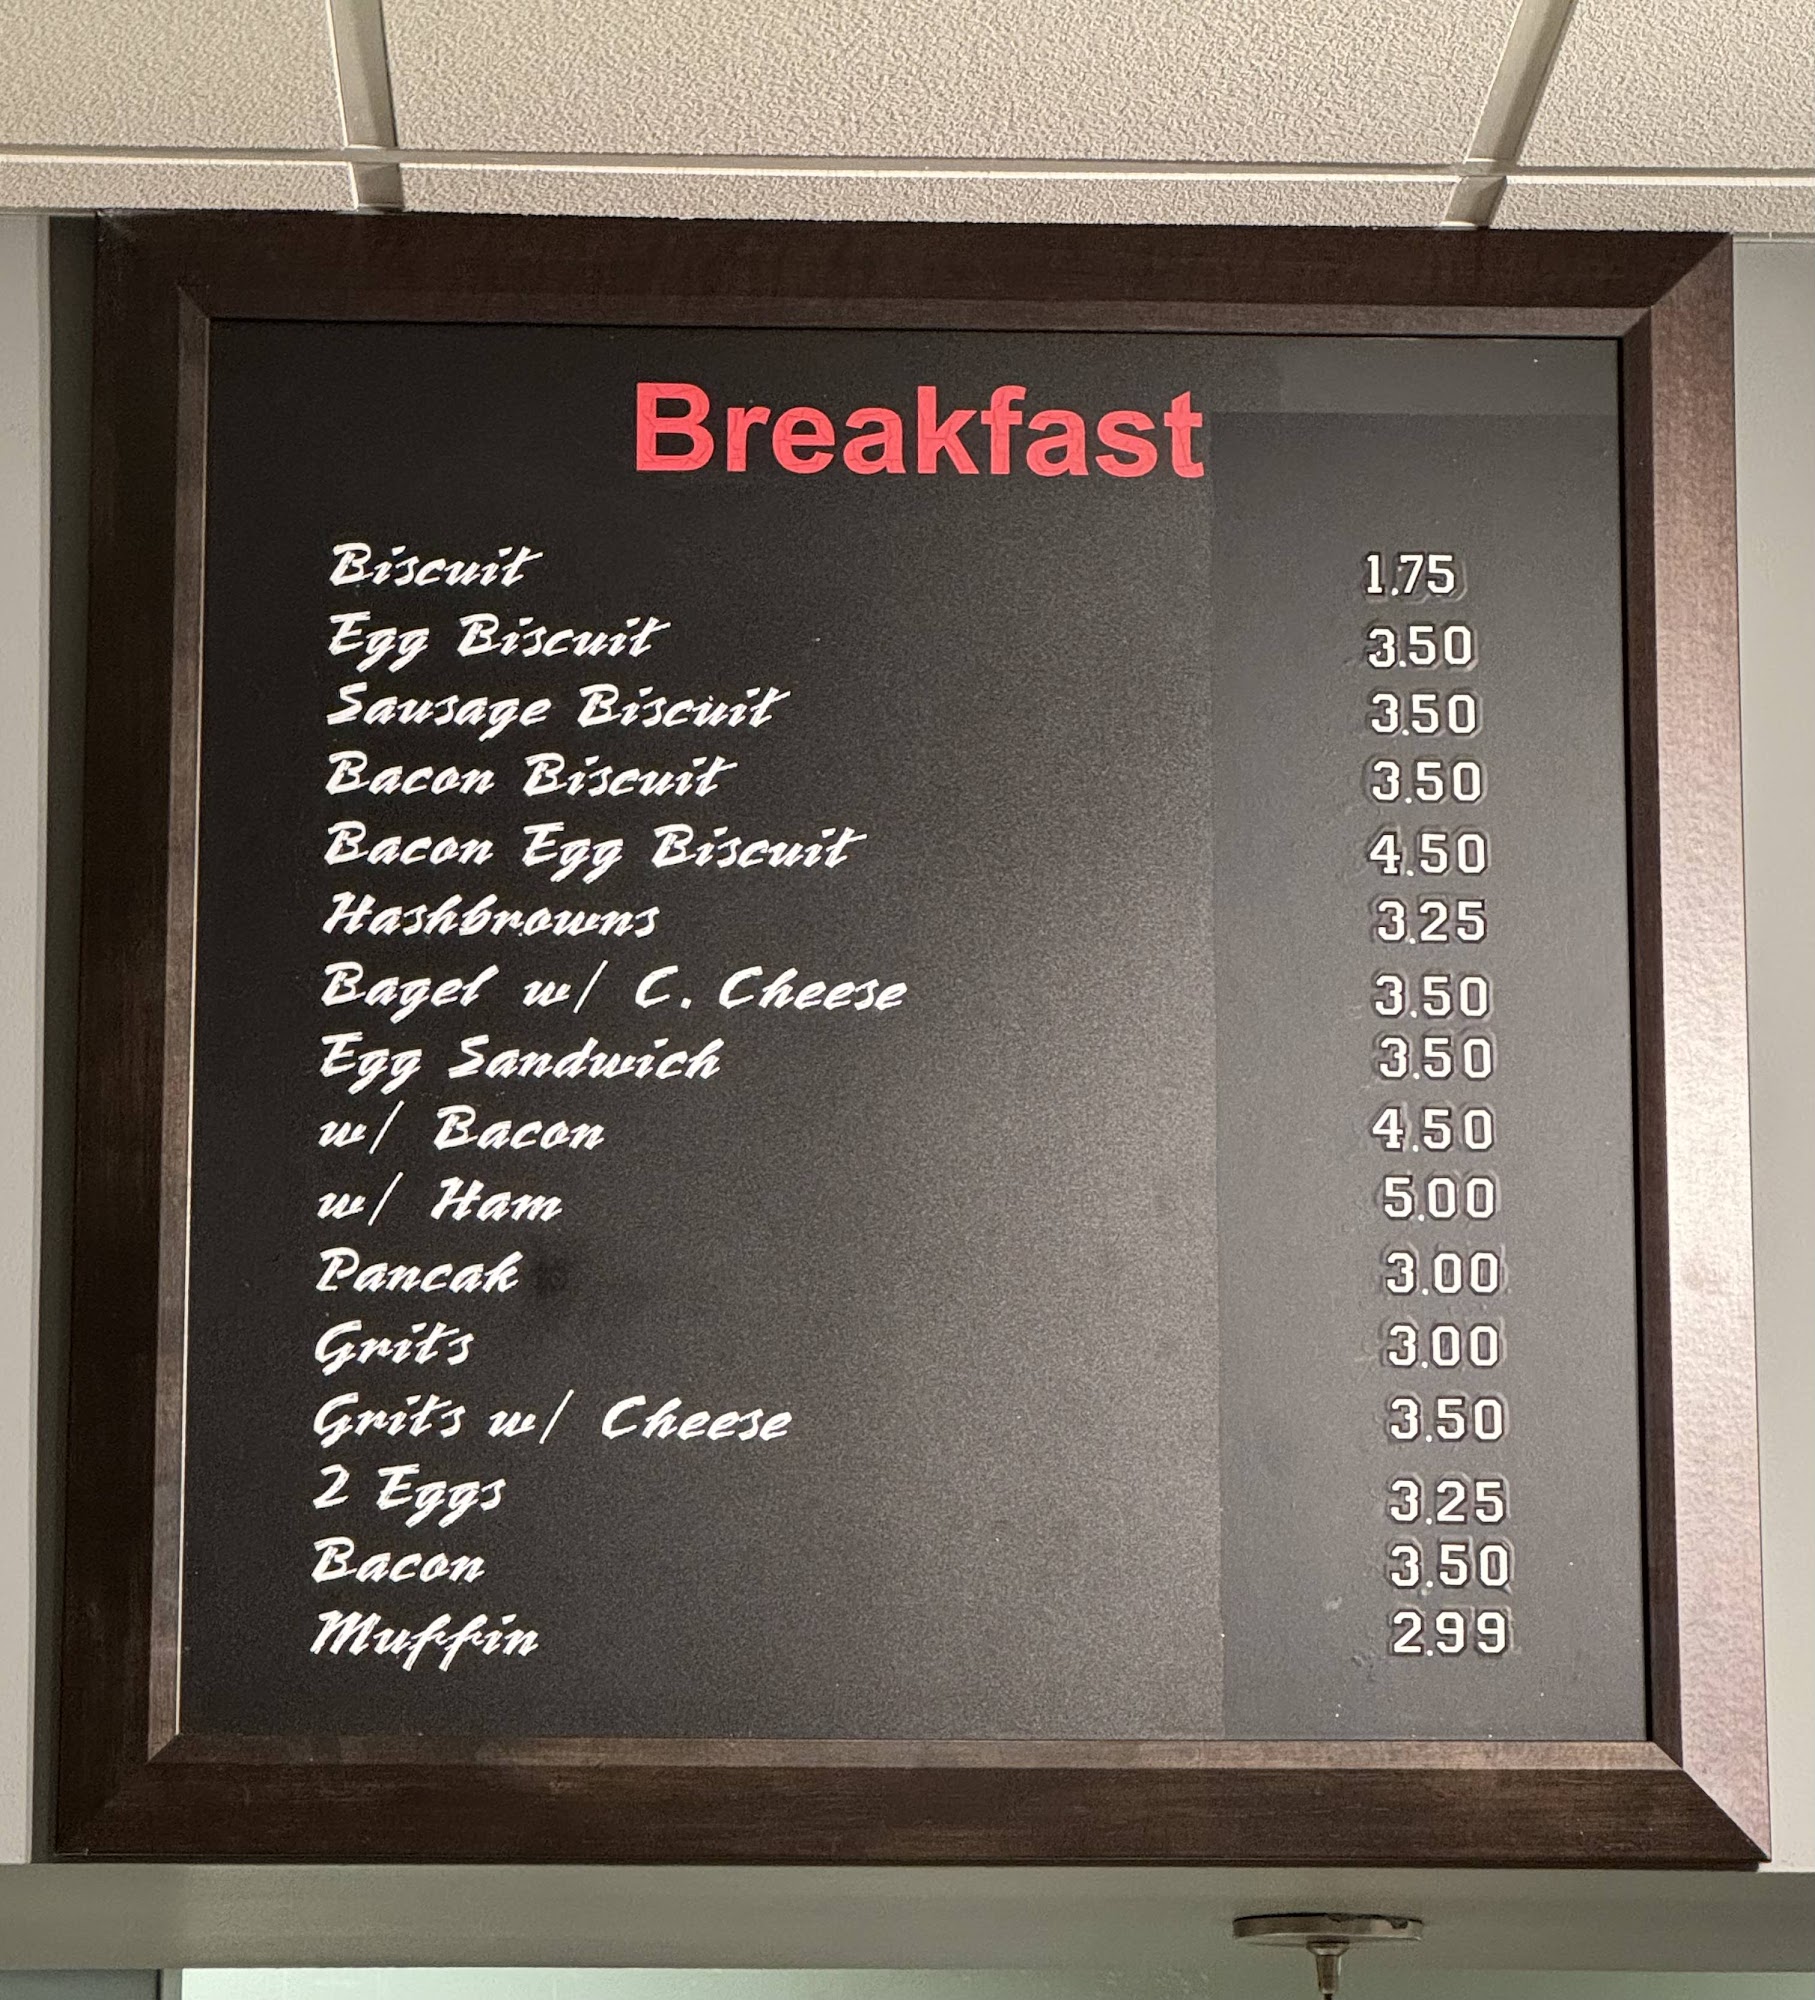 Breakfast
Biscuit 1.75
Egg Biscuit 3.50
Sausage Biscuit 3.50
Bacon Biscuit 3.50
Bacon Egg Biscuit 4.50
Hashbrowns 3.25
Bagel w/ C. Cheese 3.50
Egg Sandwich 3.50
w/ Bacon 4.50
w/ Ham 5.00
Pancak 3.00
Grits 3.00
Grits w/ Cheese 3.50
2 Eggs 3.25
Bacon 3.50
Muffin 2.99